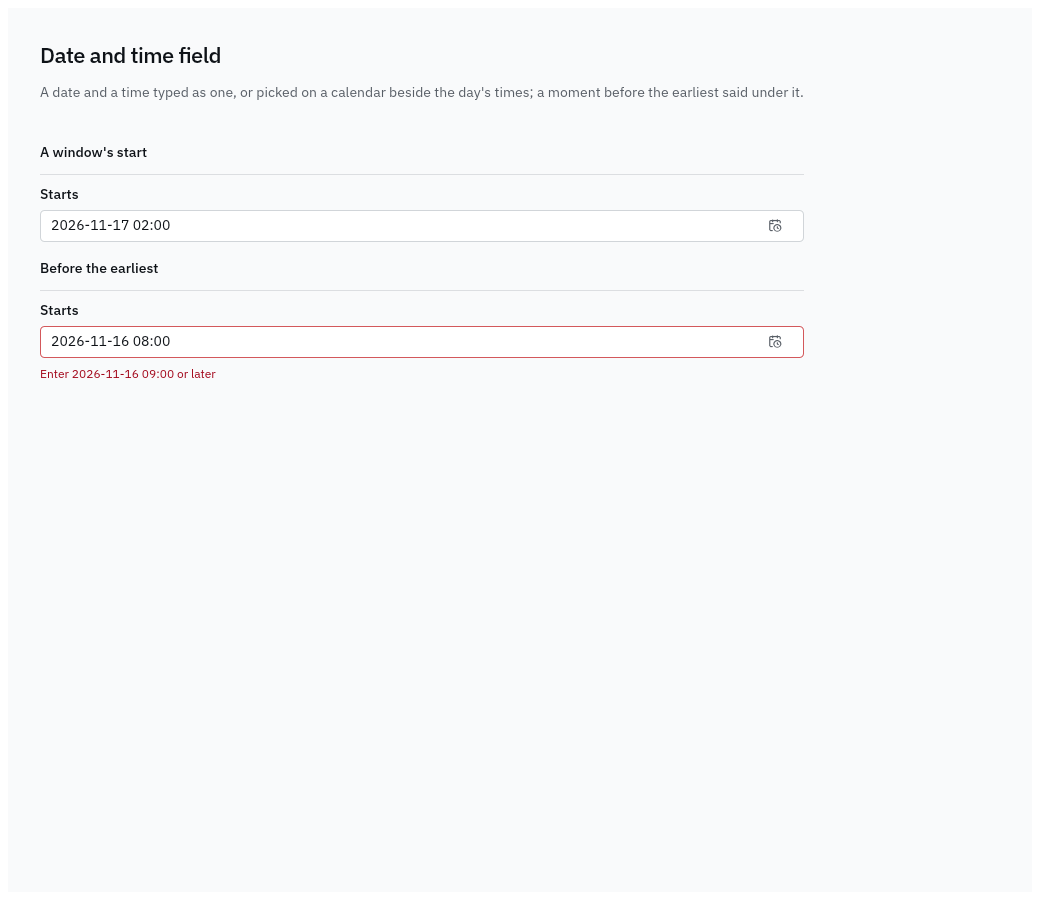 Date and time field
A date and a time typed as one, or picked on a calendar beside the day's times; a moment before the earliest said under it.
A window's start
Starts
2026-11-17 02:00
Before the earliest
Starts
2026-11-16 08:00
Enter 2026-11-16 09:00 or later